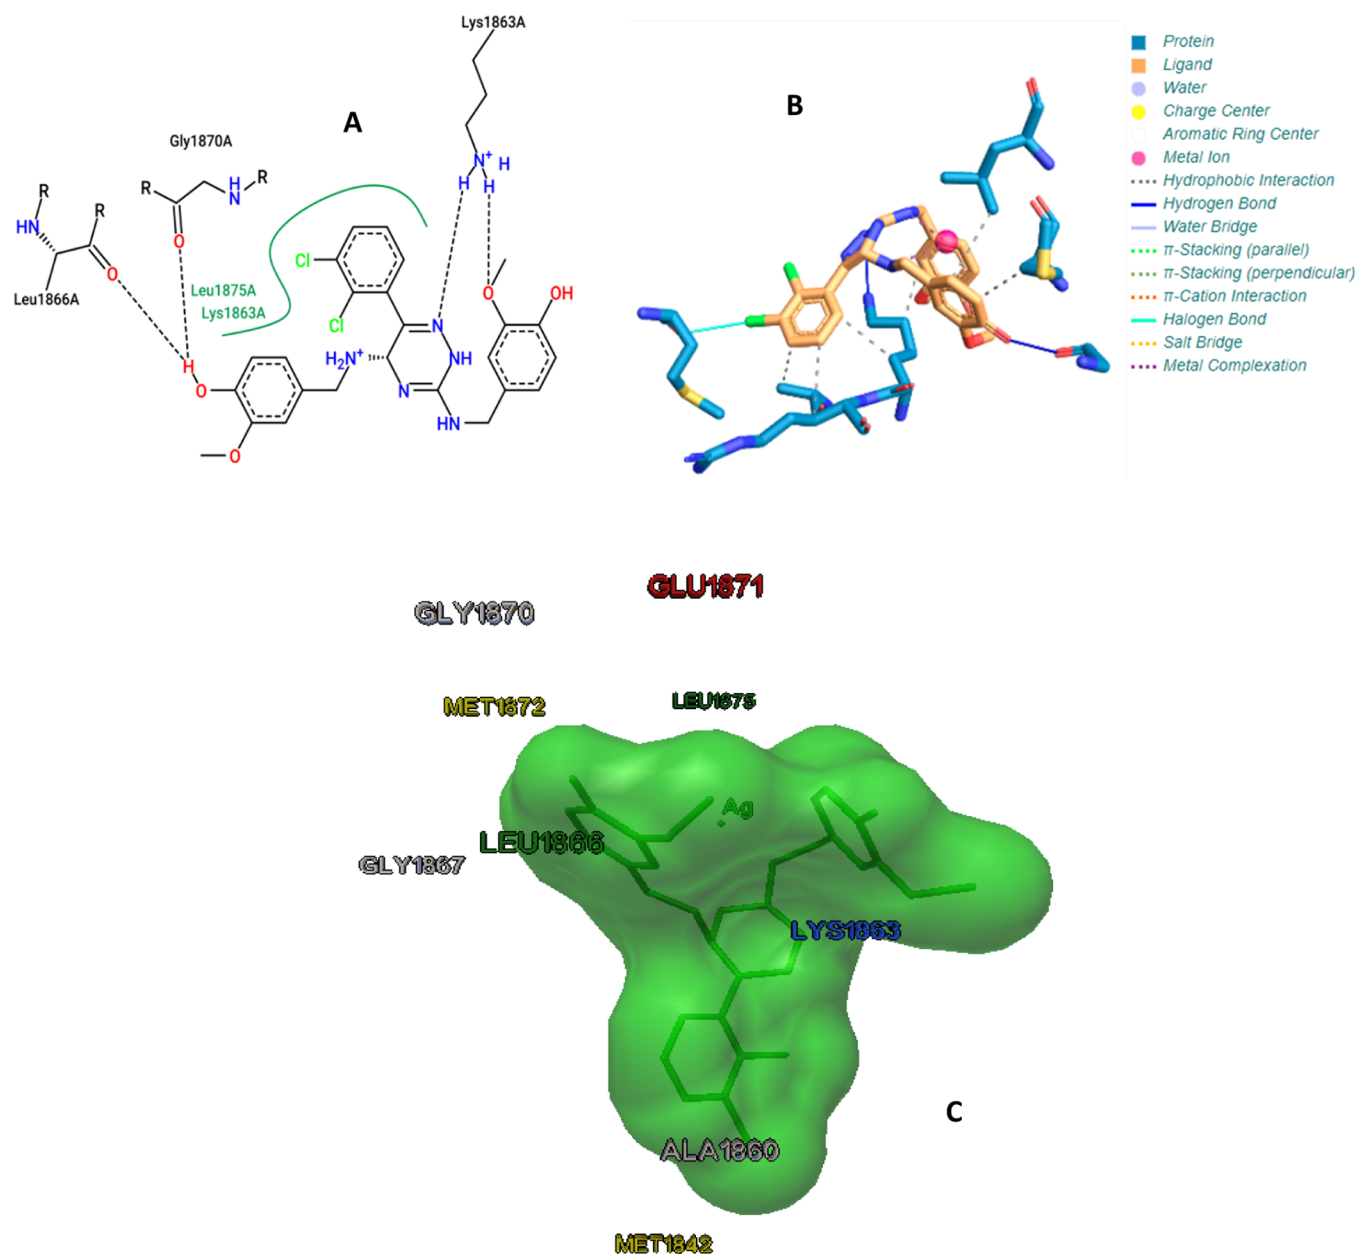 Lys1863A
A
B
Gly1870A
N+ H
H H
R
R
H
N
R
R
HN
O
O
Leu1866A
Cl
Leu1875A
Lys1863A
Cl
O
OH
H2N+
N
NH
N
HN
H
O
O
Protein
Ligand
Water
Charge Center
Aromatic Ring Center
Metal Ion
Hydrophobic Interaction
Hydrogen Bond
Water Bridge
π-Stacking (parallel)
π-Stacking (perpendicular)
π-Cation Interaction
Halogen Bond
Salt Bridge
Metal Complexation
GLU1871
GLY1870
MET1872
LEU1875
Ag
LEU1866
GLY1867
LYS1863
C
ALA1860
MET1842